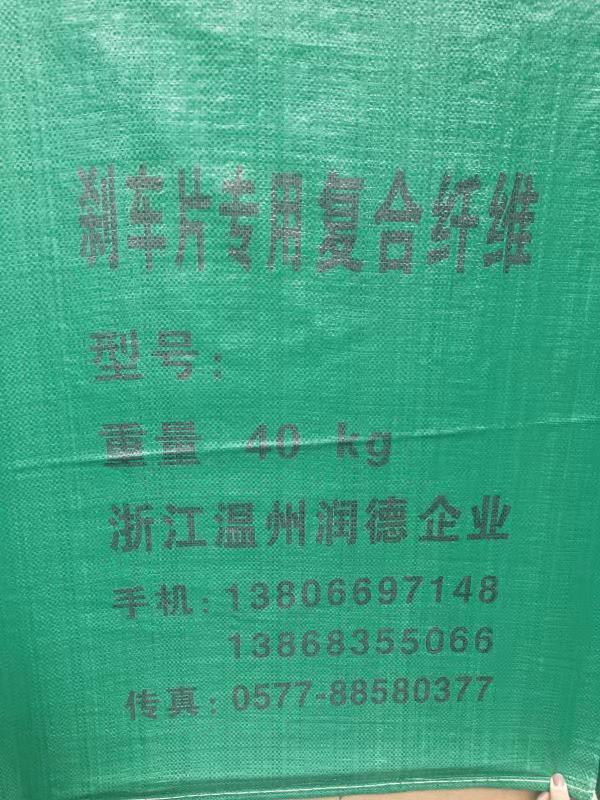 刹车片专用复合纤维
型号:
重量 40 kg
浙江温州润德企业
手机: 13806697148
13868355066
传真: 0577-88580377